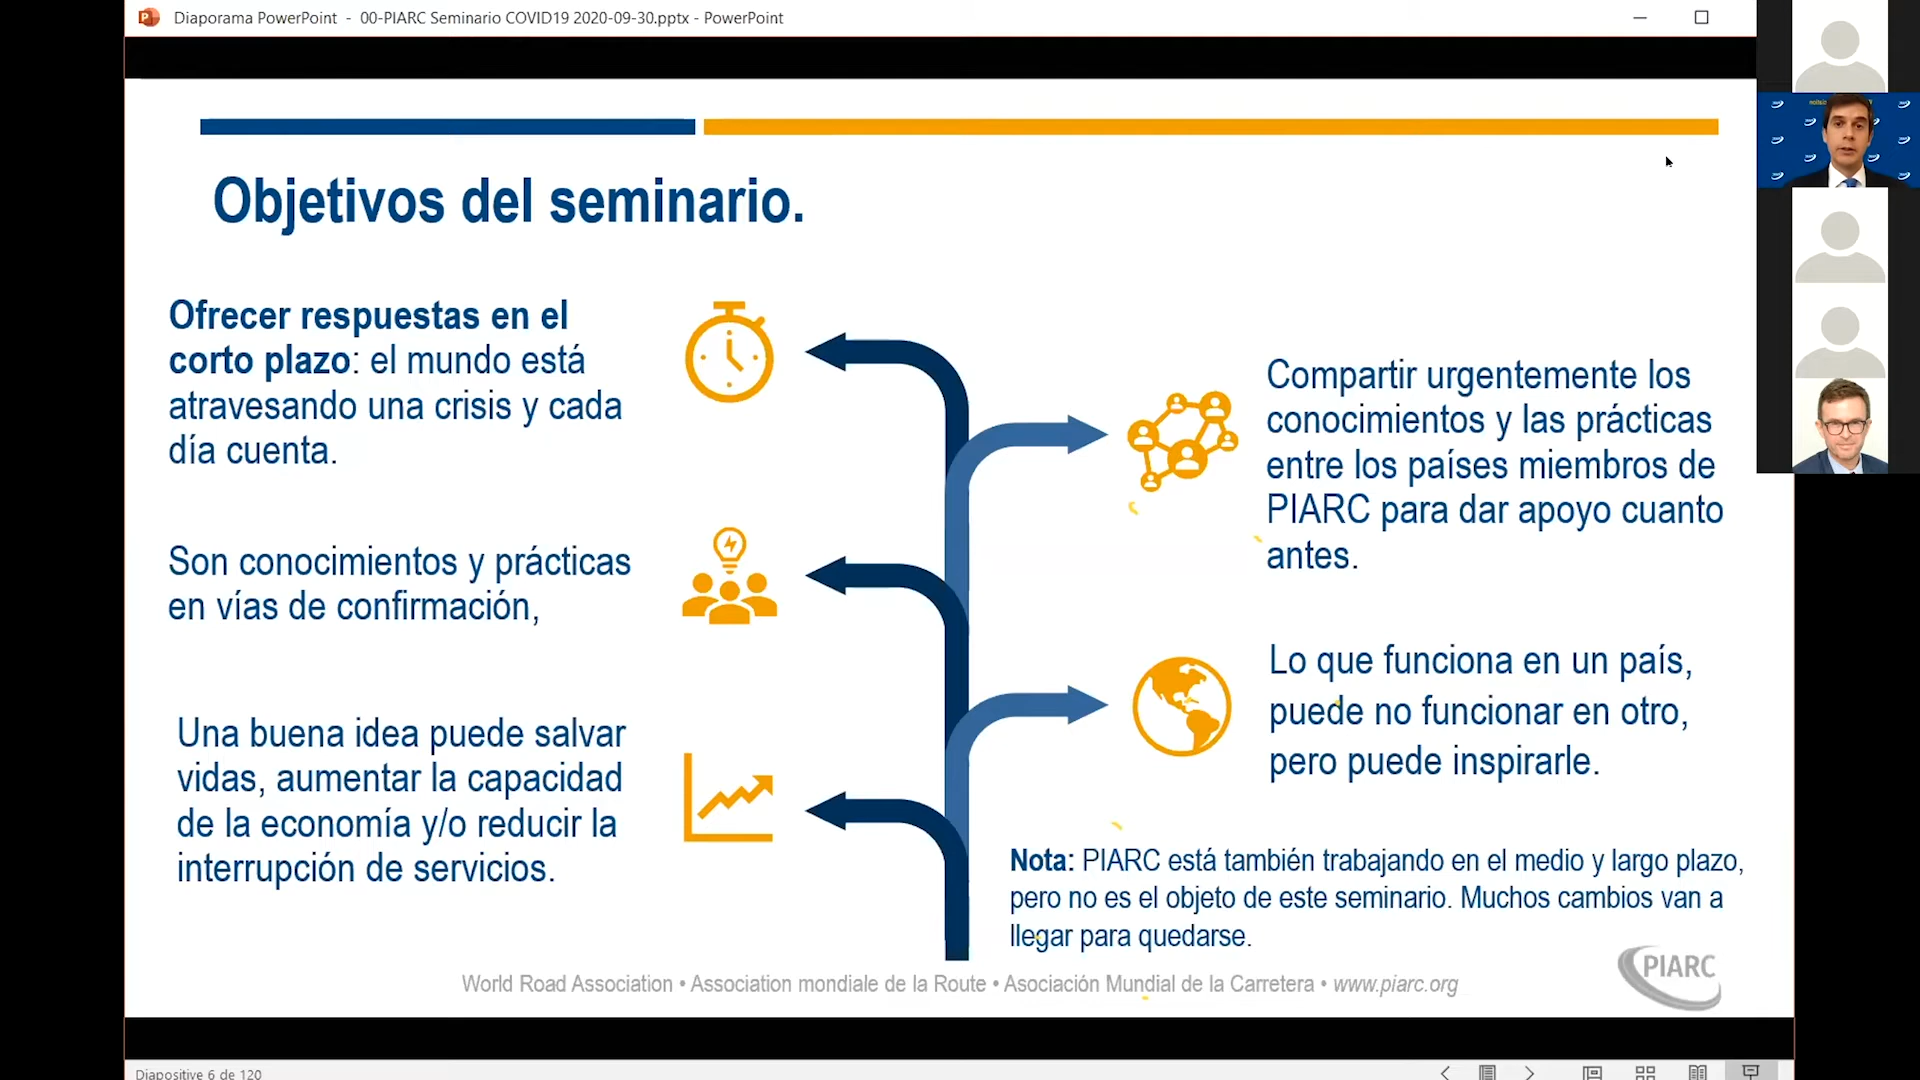 Diaporama PowerPoint - 00-PIARC Seminario COVID19 2020-09-30.pptx - PowerPoint
Objetivos del seminario.
Ofrecer respuestas en el
corto plazo: el mundo está
atravesando una crisis y cada
día cuenta.
Son conocimientos y prácticas
en vías de confirmación,
Una buena idea puede salvar
vidas, aumentar la capacidad
de la economía y/o reducir la
interrupción de servicios.
Compartir urgentemente los
conocimientos y las prácticas
entre los países miembros de
PIARC para dar apoyo cuanto
antes.
Lo que funciona en un país,
puede no funcionar en otro,
pero puede inspirarle.
Nota: PIARC está también trabajando en el medio y largo plazo,
pero no es el objeto de este seminario. Muchos cambios van a
llegar para quedarse.
World Road Association • Association mondiale de la Route • Asociación Mundial de la Carretera • www.piarc.org
PIARC
Diapositive 6 de 120